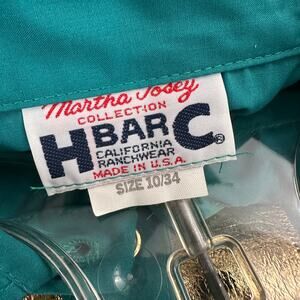 Martha Josey
COLLECTION
H BAR C®
CALIFORNIA
RANCHWEAR
MADE IN U.S.A.
SIZE 10/34